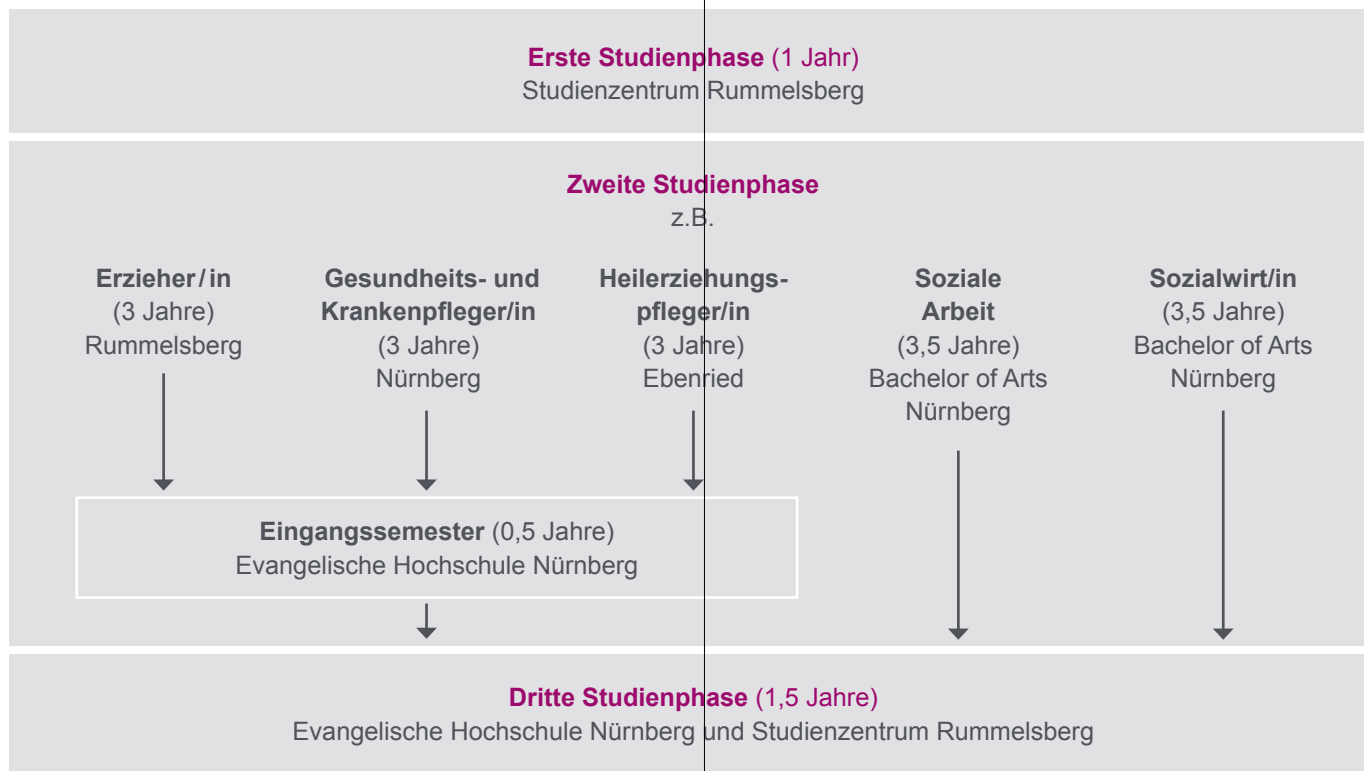 Erste Studienphase (1 Jahr)
Studienzentrum Rummelsberg
Zweite Studienphase
z.B.
Erzieher/in
(3 Jahre)
Rummelsberg
Gesundheits- und
Krankenpfleger/in
(3 Jahre)
Nürnberg
Heilerziehungs-
pfleger/in
(3 Jahre)
Ebenried
Soziale
Arbeit
(3,5 Jahre)
Bachelor of Arts
Nürnberg
Sozialwirt/in
(3,5 Jahre)
Bachelor of Arts
Nürnberg
Eingangssemester (0,5 Jahre)
Evangelische Hochschule Nürnberg
Dritte Studienphase (1,5 Jahre)
Evangelische Hochschule Nürnberg und Studienzentrum Rummelsberg